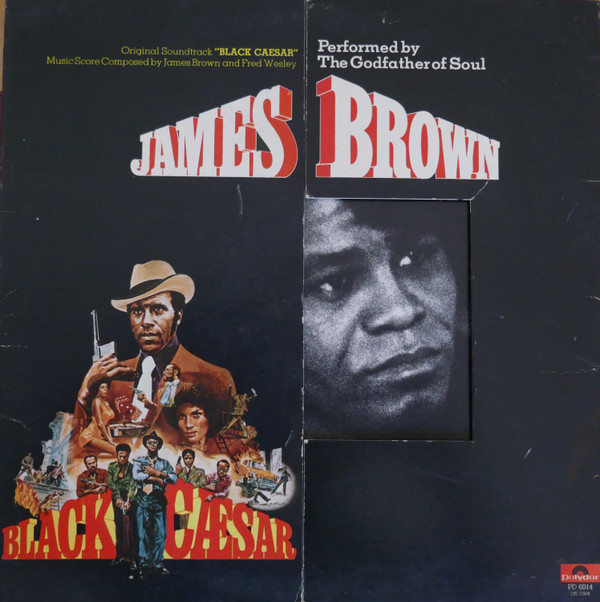 Original Soundtrack "BLACK CAESAR"
Music Score Composed by James Brown and Fred Wesley.
Performed by
The Godfather of Soul
JAMES BROWN
BLACK CÆSAR
Polydor
PD 6014